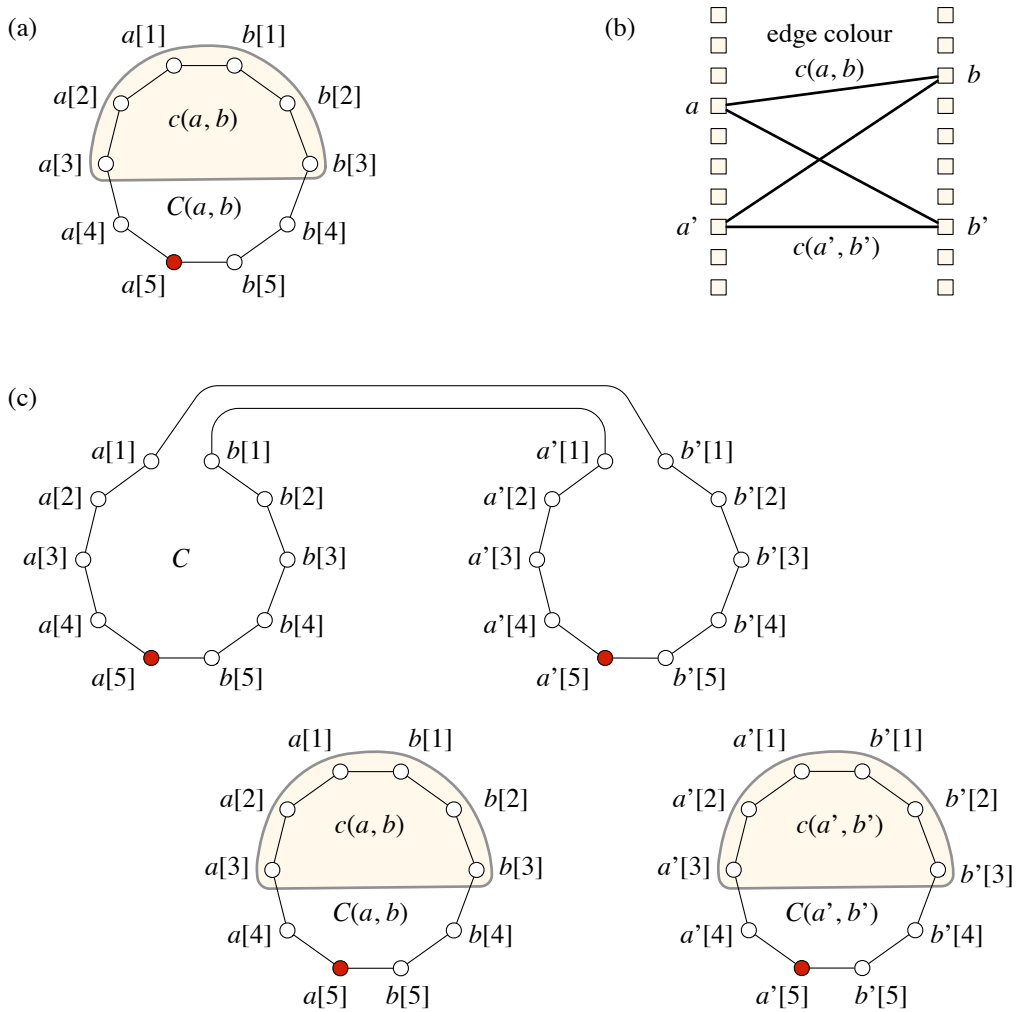 (a)
a[1] b[1]
a[2] b[2]
c(a, b)
a[3] b[3]
C(a, b)
a[4] b[4]
a[5] b[5]
(b)
edge colour
c(a, b)
b
a
a’ b’
c(a’, b’)
(c)
a[1] b[1] a’[1] b’[1]
a[2] b[2] a’[2] b’[2]
a[3] C b[3] a’[3] b’[3]
a[4] b[4] a’[4] b’[4]
a[5] b[5] a’[5] b’[5]
a[1] b[1] a’[1] b’[1]
a[2] b[2] a’[2] b’[2]
c(a, b) c(a’, b’)
a[3] b[3] a’[3] b’[3]
C(a, b) C(a’, b’)
a[4] b[4] a’[4] b’[4]
a[5] b[5] a’[5] b’[5]